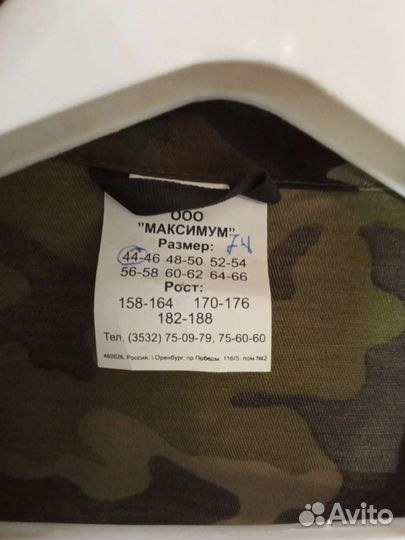 ООО
"МАКСИМУМ"
Размер: 74
44-46 48-50 52-54
56-58 60-62 64-66
Рост:
158-164 170-176
182-188
Тел. (3532) 75-09-79, 75-60-60
460026, Россия, г.Оренбург, пр.Победы, 116/5, пом.№2
Avito